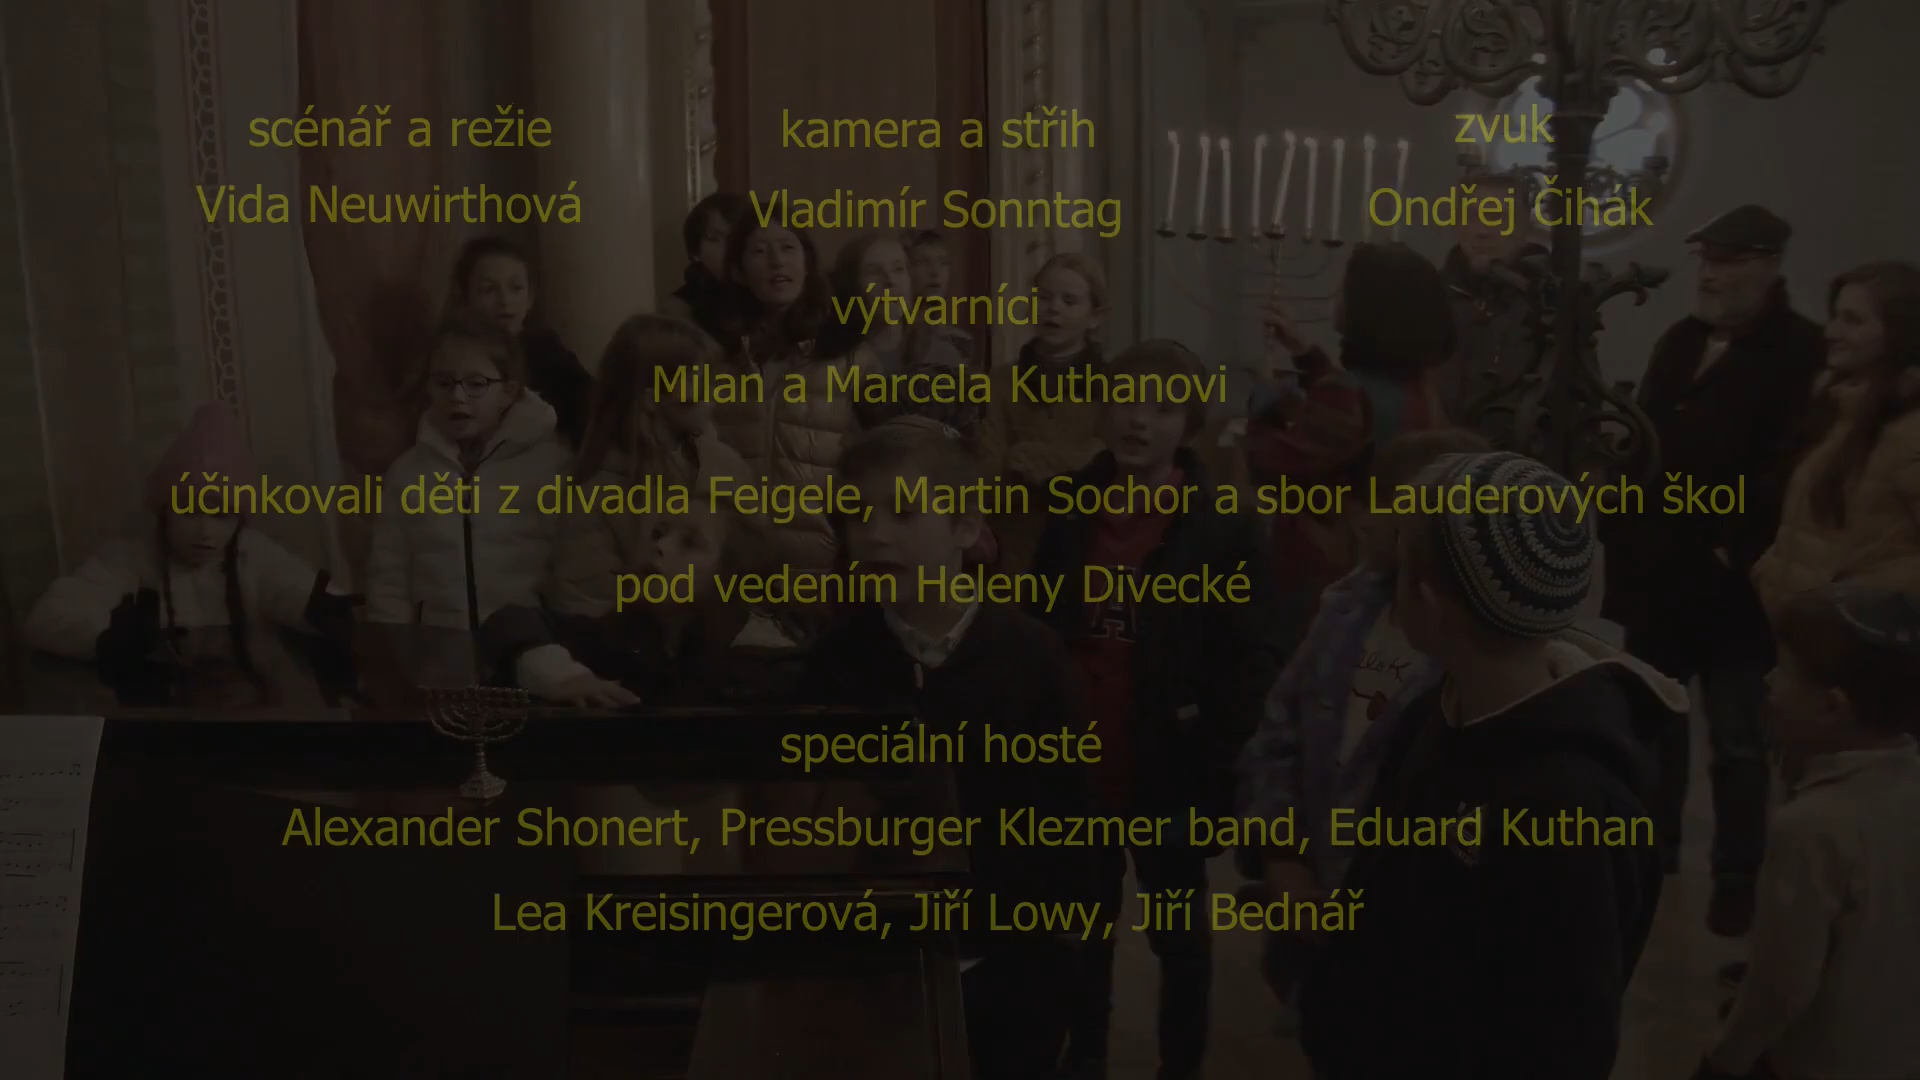 scénář a režie
kamera a střih
zvuk
Vida Neuwirthová
Vladimír Sonntag
Ondřej Čihák
výtvarníci
Milan a Marcela Kuthanovi
účinkovali děti z divadla Feigele, Martin Sochor a sbor Lauderových škol
pod vedením Heleny Divecké
speciální hosté
Alexander Shonert, Pressburger Klezmer band, Eduard Kuthan
Lea Kreisingerová, Jiří Lowy, Jiří Bednář